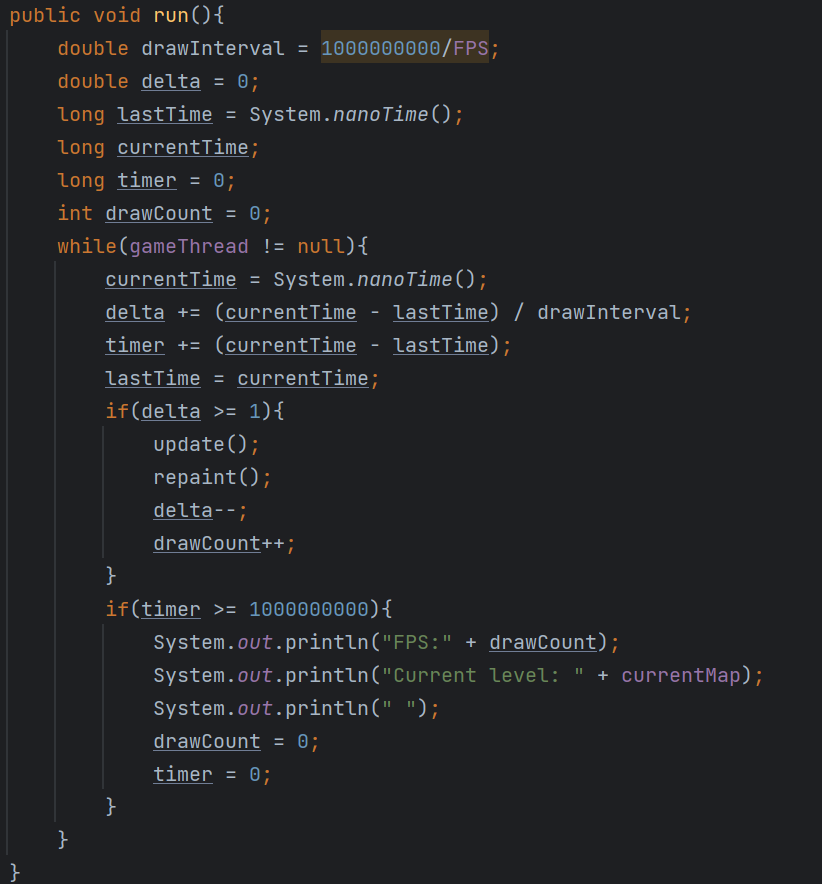 public void run(){
    double drawInterval = 1000000000/FPS;
    double delta = 0;
    long lastTime = System.nanoTime();
    long currentTime;
    long timer = 0;
    int drawCount = 0;
    while(gameThread != null){
        currentTime = System.nanoTime();
        delta += (currentTime - lastTime) / drawInterval;
        timer += (currentTime - lastTime);
        lastTime = currentTime;
        if(delta >= 1){
            update();
            repaint();
            delta--;
            drawCount++;
        }
        if(timer >= 1000000000){
            System.out.println("FPS:" + drawCount);
            System.out.println("Current level: " + currentMap);
            System.out.println(" ");
            drawCount = 0;
            timer = 0;
        }
    }
}